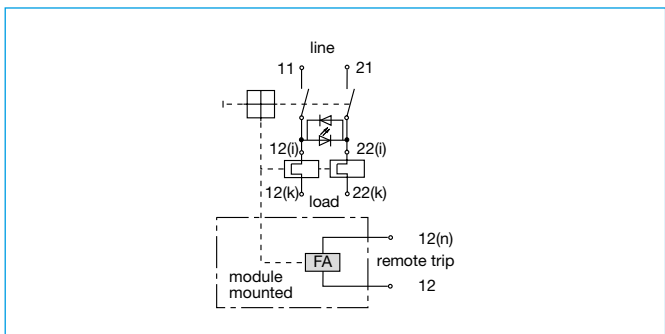 line
11 21
12(i) 22(i)
12(k) 22(k)
load
12(n)
FA remote trip
module
mounted
12